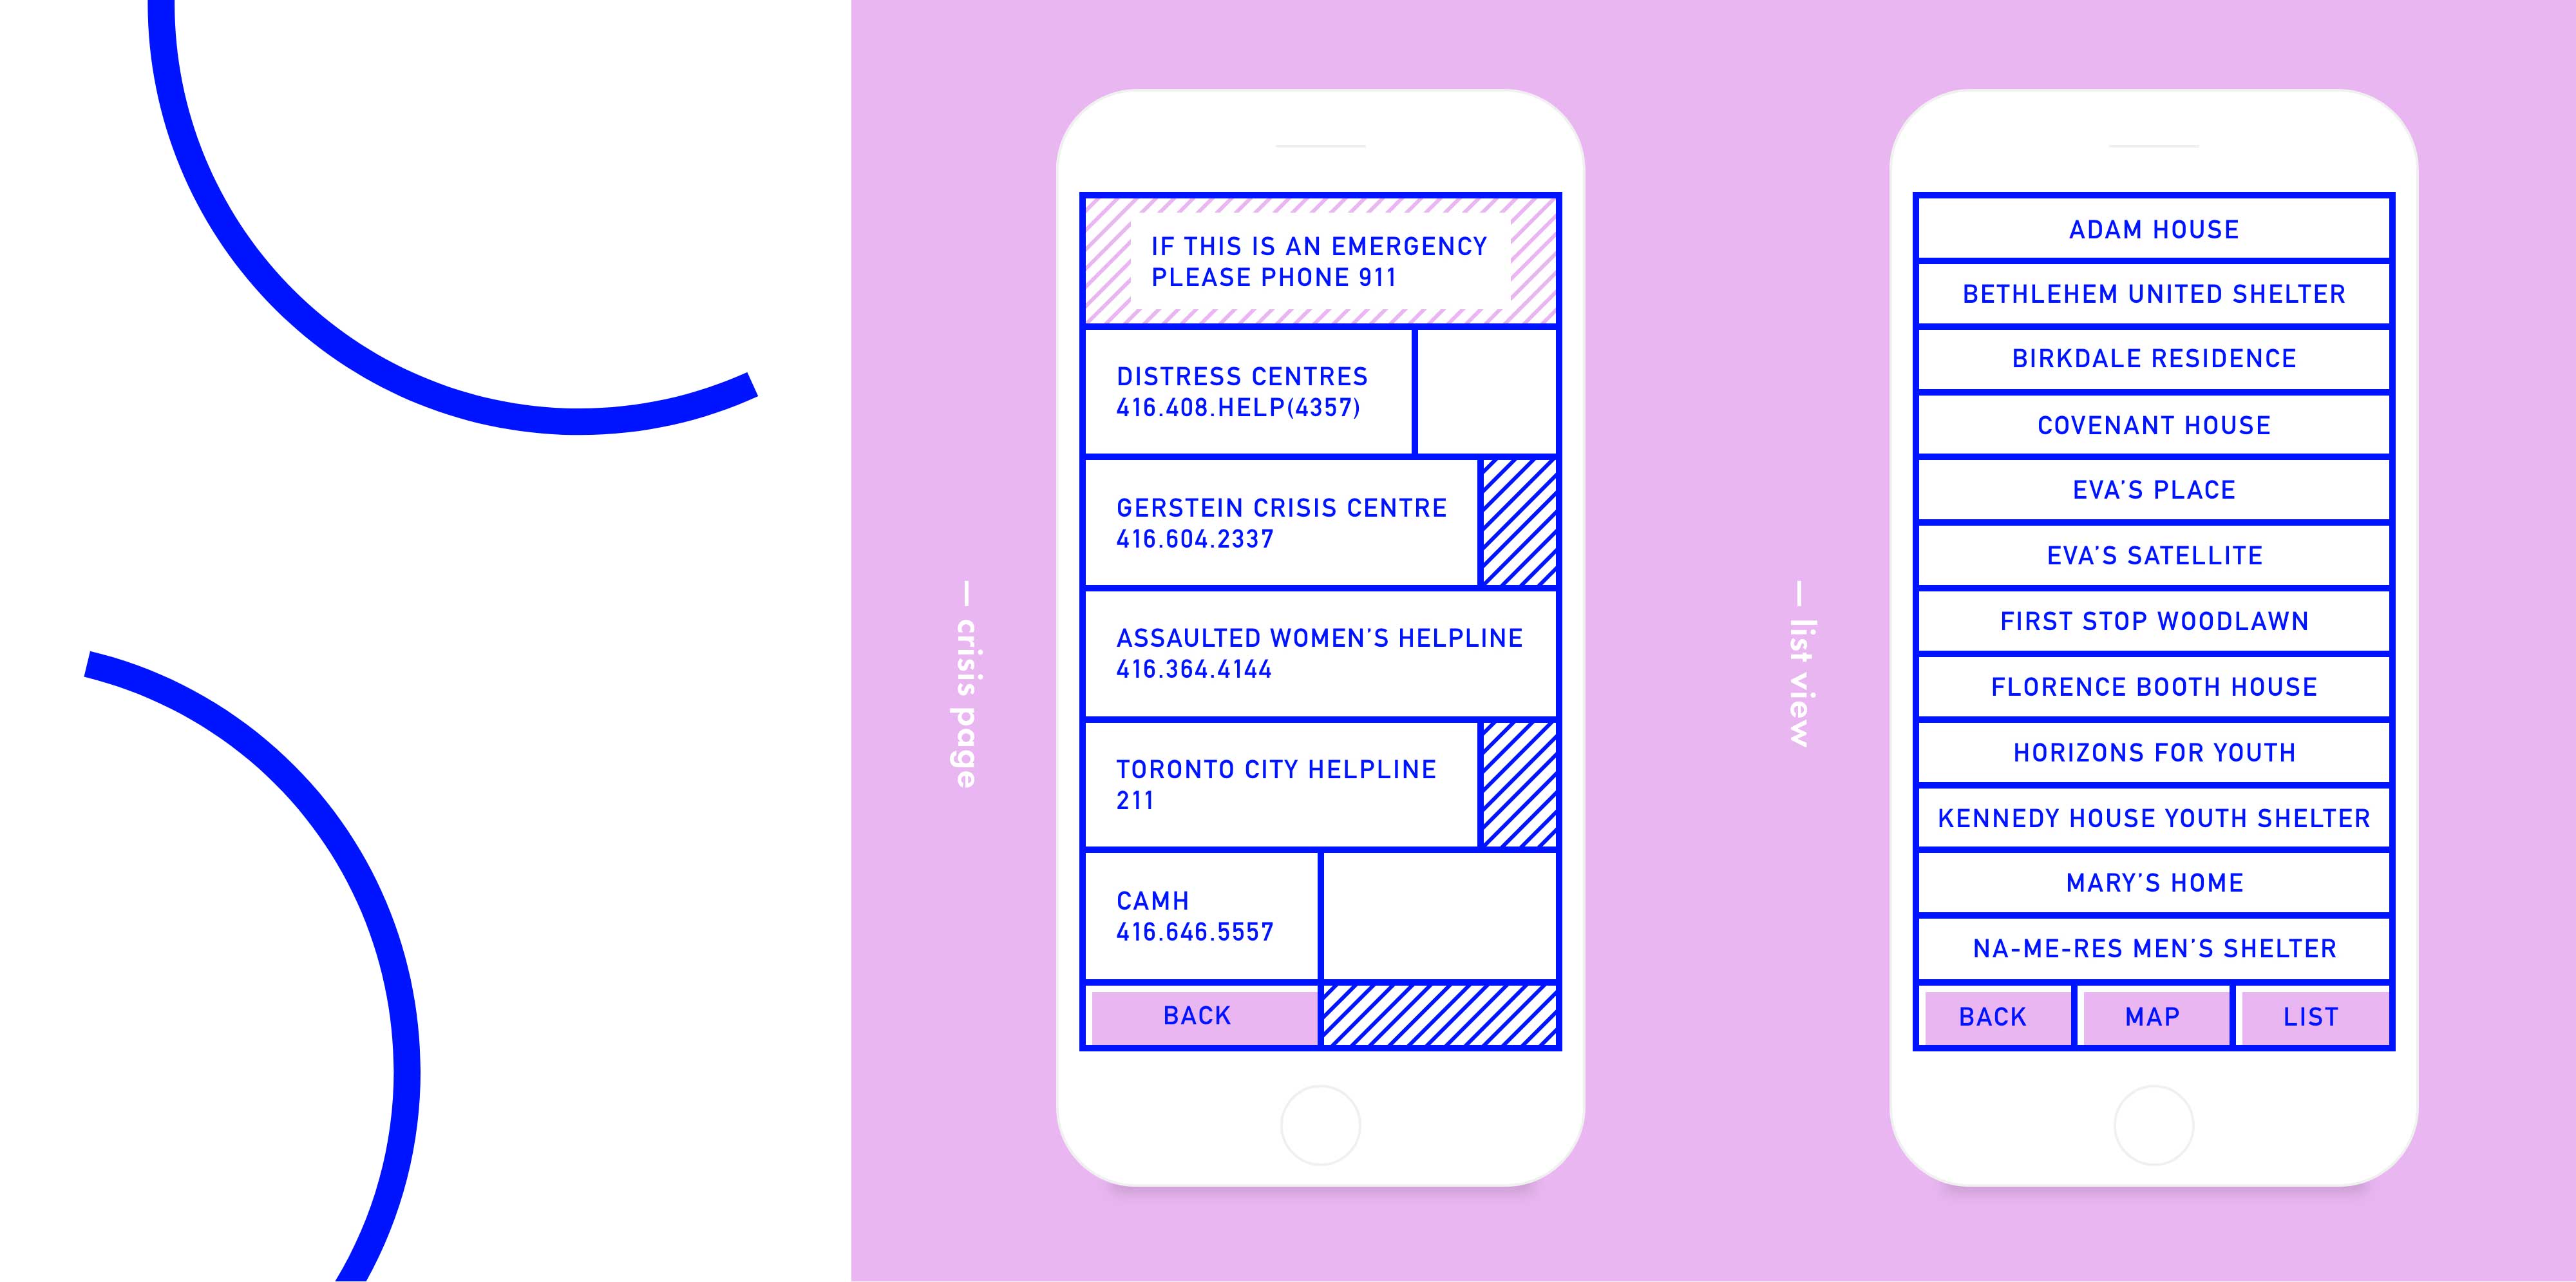 — crisis page
IF THIS IS AN EMERGENCY
PLEASE PHONE 911
DISTRESS CENTRES
416.408.HELP(4357)
GERSTEIN CRISIS CENTRE
416.604.2337
ASSAULTED WOMEN’S HELPLINE
416.364.4144
TORONTO CITY HELPLINE
211
CAMH
416.646.5557
BACK
— list view
ADAM HOUSE
BETHLEHEM UNITED SHELTER
BIRKDALE RESIDENCE
COVENANT HOUSE
EVA’S PLACE
EVA’S SATELLITE
FIRST STOP WOODLAWN
FLORENCE BOOTH HOUSE
HORIZONS FOR YOUTH
KENNEDY HOUSE YOUTH SHELTER
MARY’S HOME
NA-ME-RES MEN’S SHELTER
BACK MAP LIST